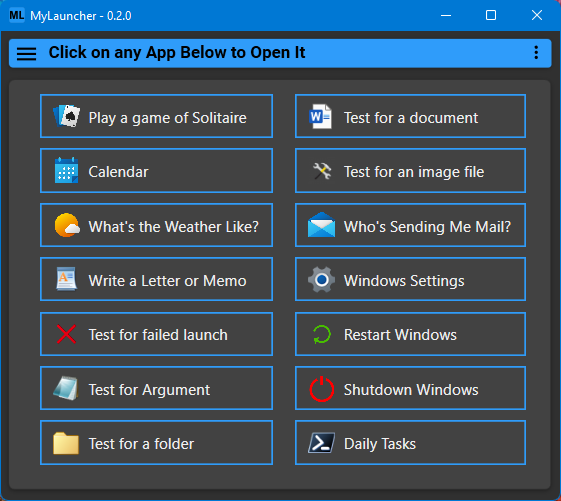 ML MyLauncher - 0.2.0
Click on any App Below to Open It
Play a game of Solitaire
Test for a document
Calendar
Test for an image file
What's the Weather Like?
Who's Sending Me Mail?
Write a Letter or Memo
Windows Settings
Test for failed launch
Restart Windows
Test for Argument
Shutdown Windows
Test for a folder
Daily Tasks